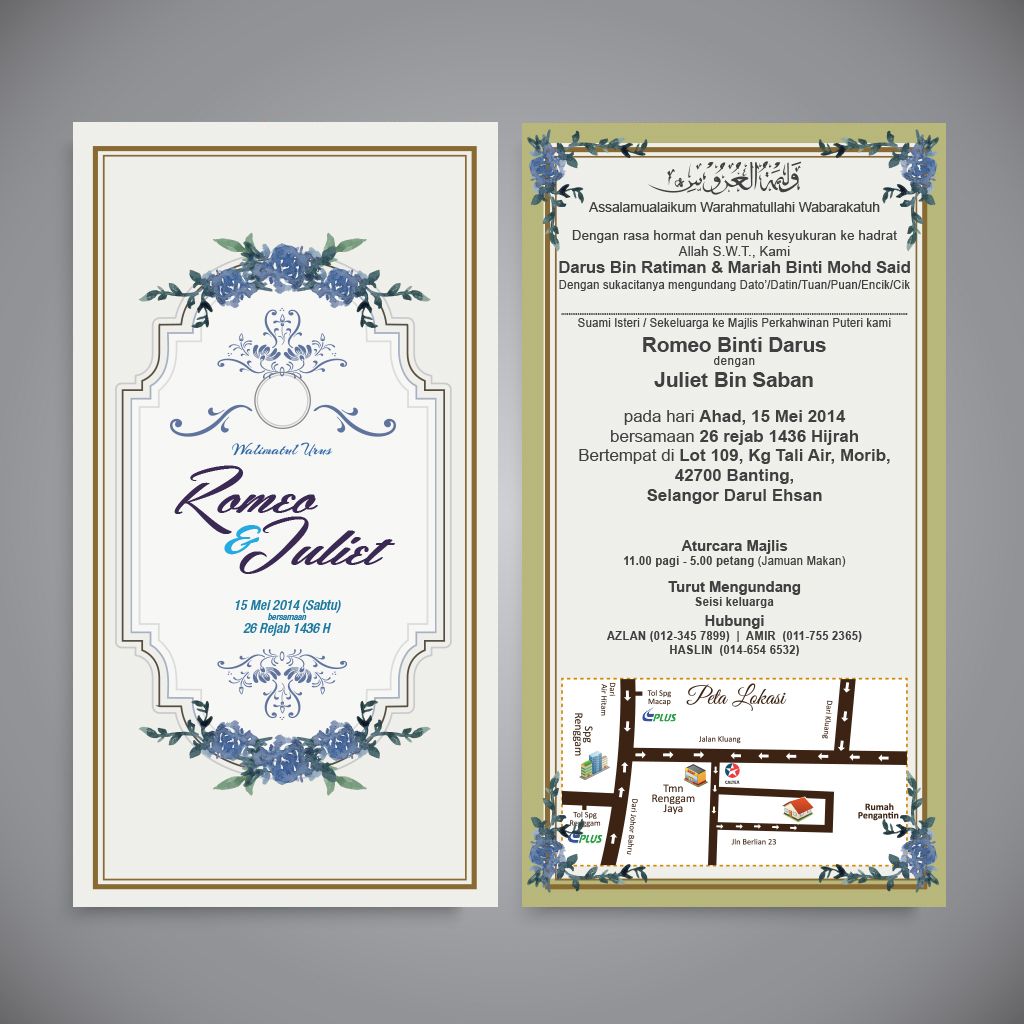 Walimatul Urus
Romeo
& Juliet
15 Mei 2014 (Sabtu)
bersamaan
26 Rejab 1436 H
وليمة العروس
Assalamualaikum Warahmatullahi Wabarakatuh
Dengan rasa hormat dan penuh kesyukuran ke hadrat
Allah S.W.T., Kami
Darus Bin Ratiman & Mariah Binti Mohd Said
Dengan sukacitanya mengundang Dato'/Datin/Tuan/Puan/Encik/Cik
Suami Isteri / Sekeluarga ke Majlis Perkahwinan Puteri kami
Romeo Binti Darus
dengan
Juliet Bin Saban
pada hari Ahad, 15 Mei 2014
bersamaan 26 rejab 1436 Hijrah
Bertempat di Lot 109, Kg Tali Air, Morib,
42700 Banting,
Selangor Darul Ehsan
Aturcara Majlis
11.00 pagi - 5.00 petang (Jamuan Makan)
Turut Mengundang
Seisi keluarga
Hubungi
AZLAN (012-345 7899) | AMIR (011-755 2365)
HASLIN (014-654 6532)
Peta Lokasi
Dari
Air Hitam
Tol Spg
Macap
PLUS
Spg
Renggam
Jalan Kluang
Dari Kluang
CALTEX
Tmn
Renggam
Jaya
Rumah
Pengantin
Tol Spg
Renggam
PLUS
Dari Johor Bahru
Jln Berlian 23